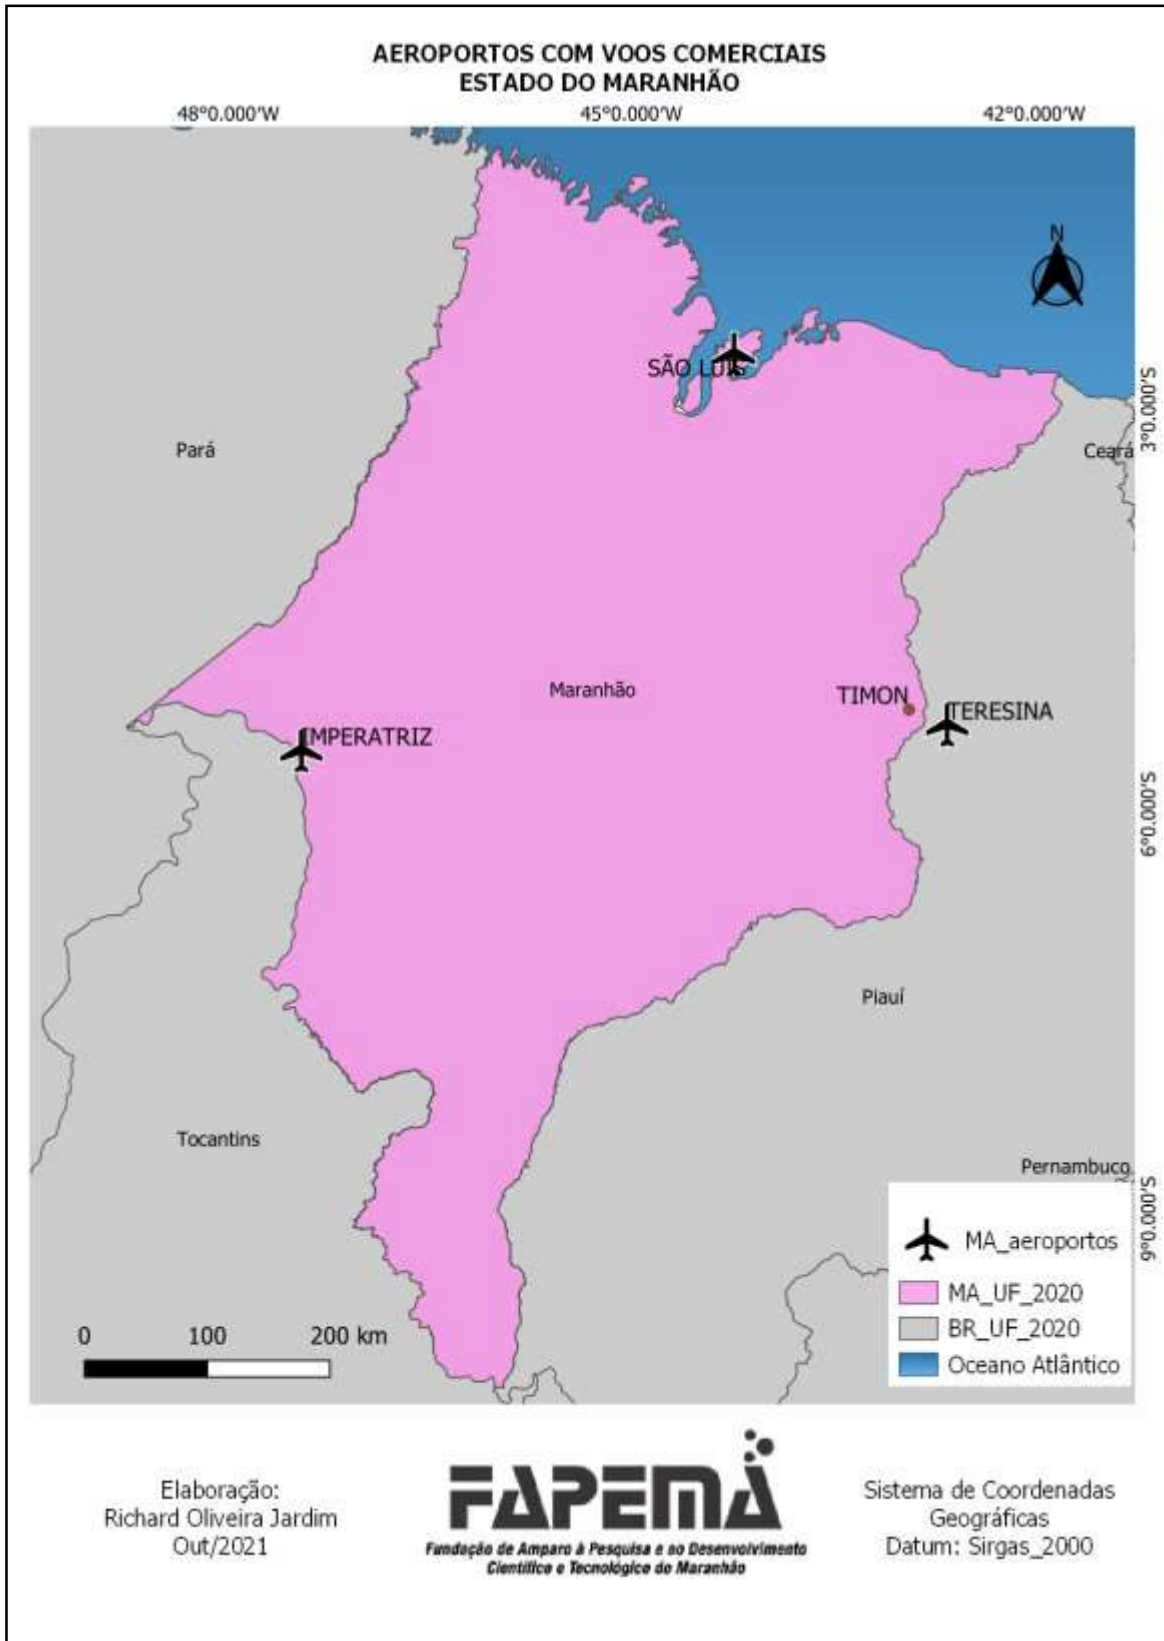 AEROPORTOS COM VOOS COMERCIAIS
ESTADO DO MARANHÃO
48°0.000'W
45°0.000'W
42°0.000'W
N
SÃO LUIS
3°0.000'S
Pará
Ceará
Maranhão
TIMON
TERESINA
IMPERATRIZ
6°0.000'S
Piauí
Tocantins
Pernambuco
9°0.000'S
MA_aeroportos
MA_UF_2020
BR_UF_2020
Oceano Atlântico
0 100 200 km
Elaboração:
Richard Oliveira Jardim
Out/2021
FAPEMA
Fundação de Amparo à Pesquisa e ao Desenvolvimento
Científico e Tecnológico do Maranhão
Sistema de Coordenadas
Geográficas
Datum: Sirgas_2000